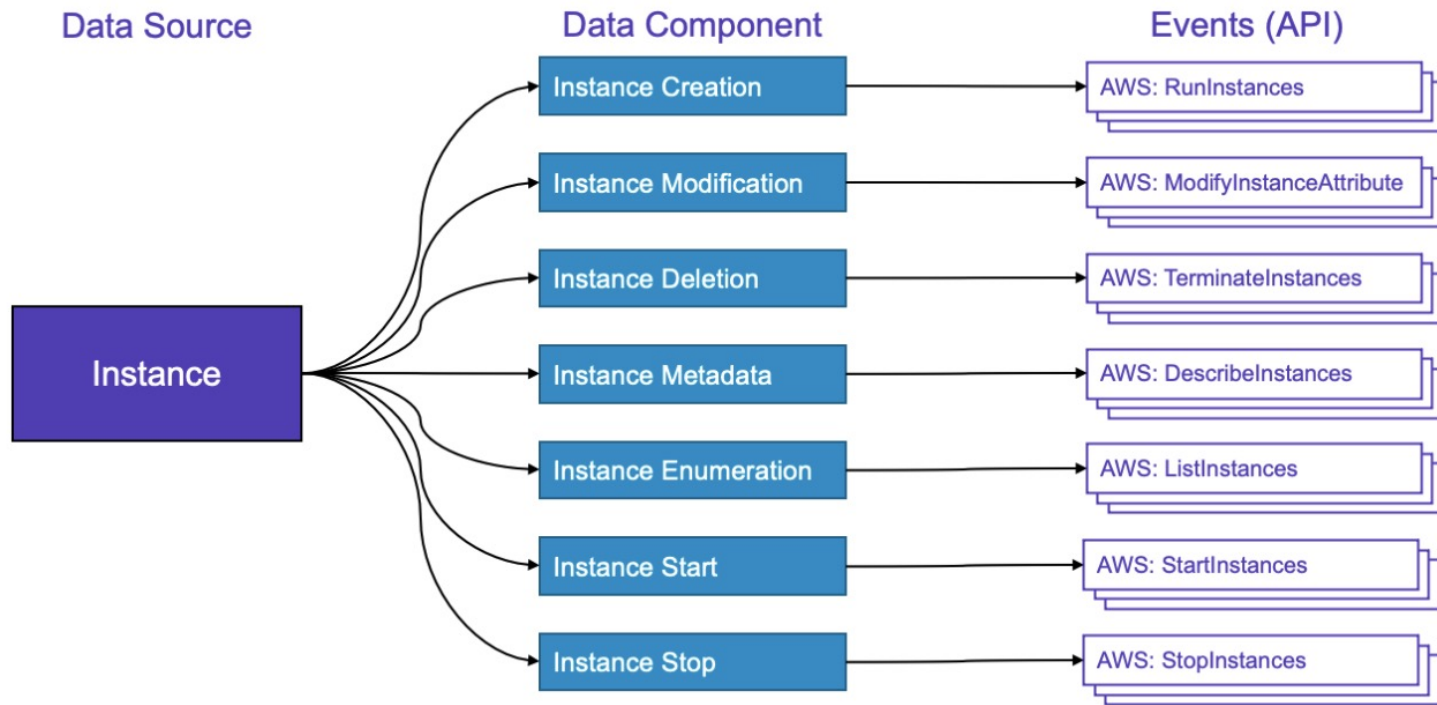 Data Source
Data Component
Events (API)
Instance
Instance Creation
AWS: RunInstances
Instance Modification
AWS: ModifyInstanceAttribute
Instance Deletion
AWS: TerminateInstances
Instance Metadata
AWS: DescribeInstances
Instance Enumeration
AWS: ListInstances
Instance Start
AWS: StartInstances
Instance Stop
AWS: StopInstances